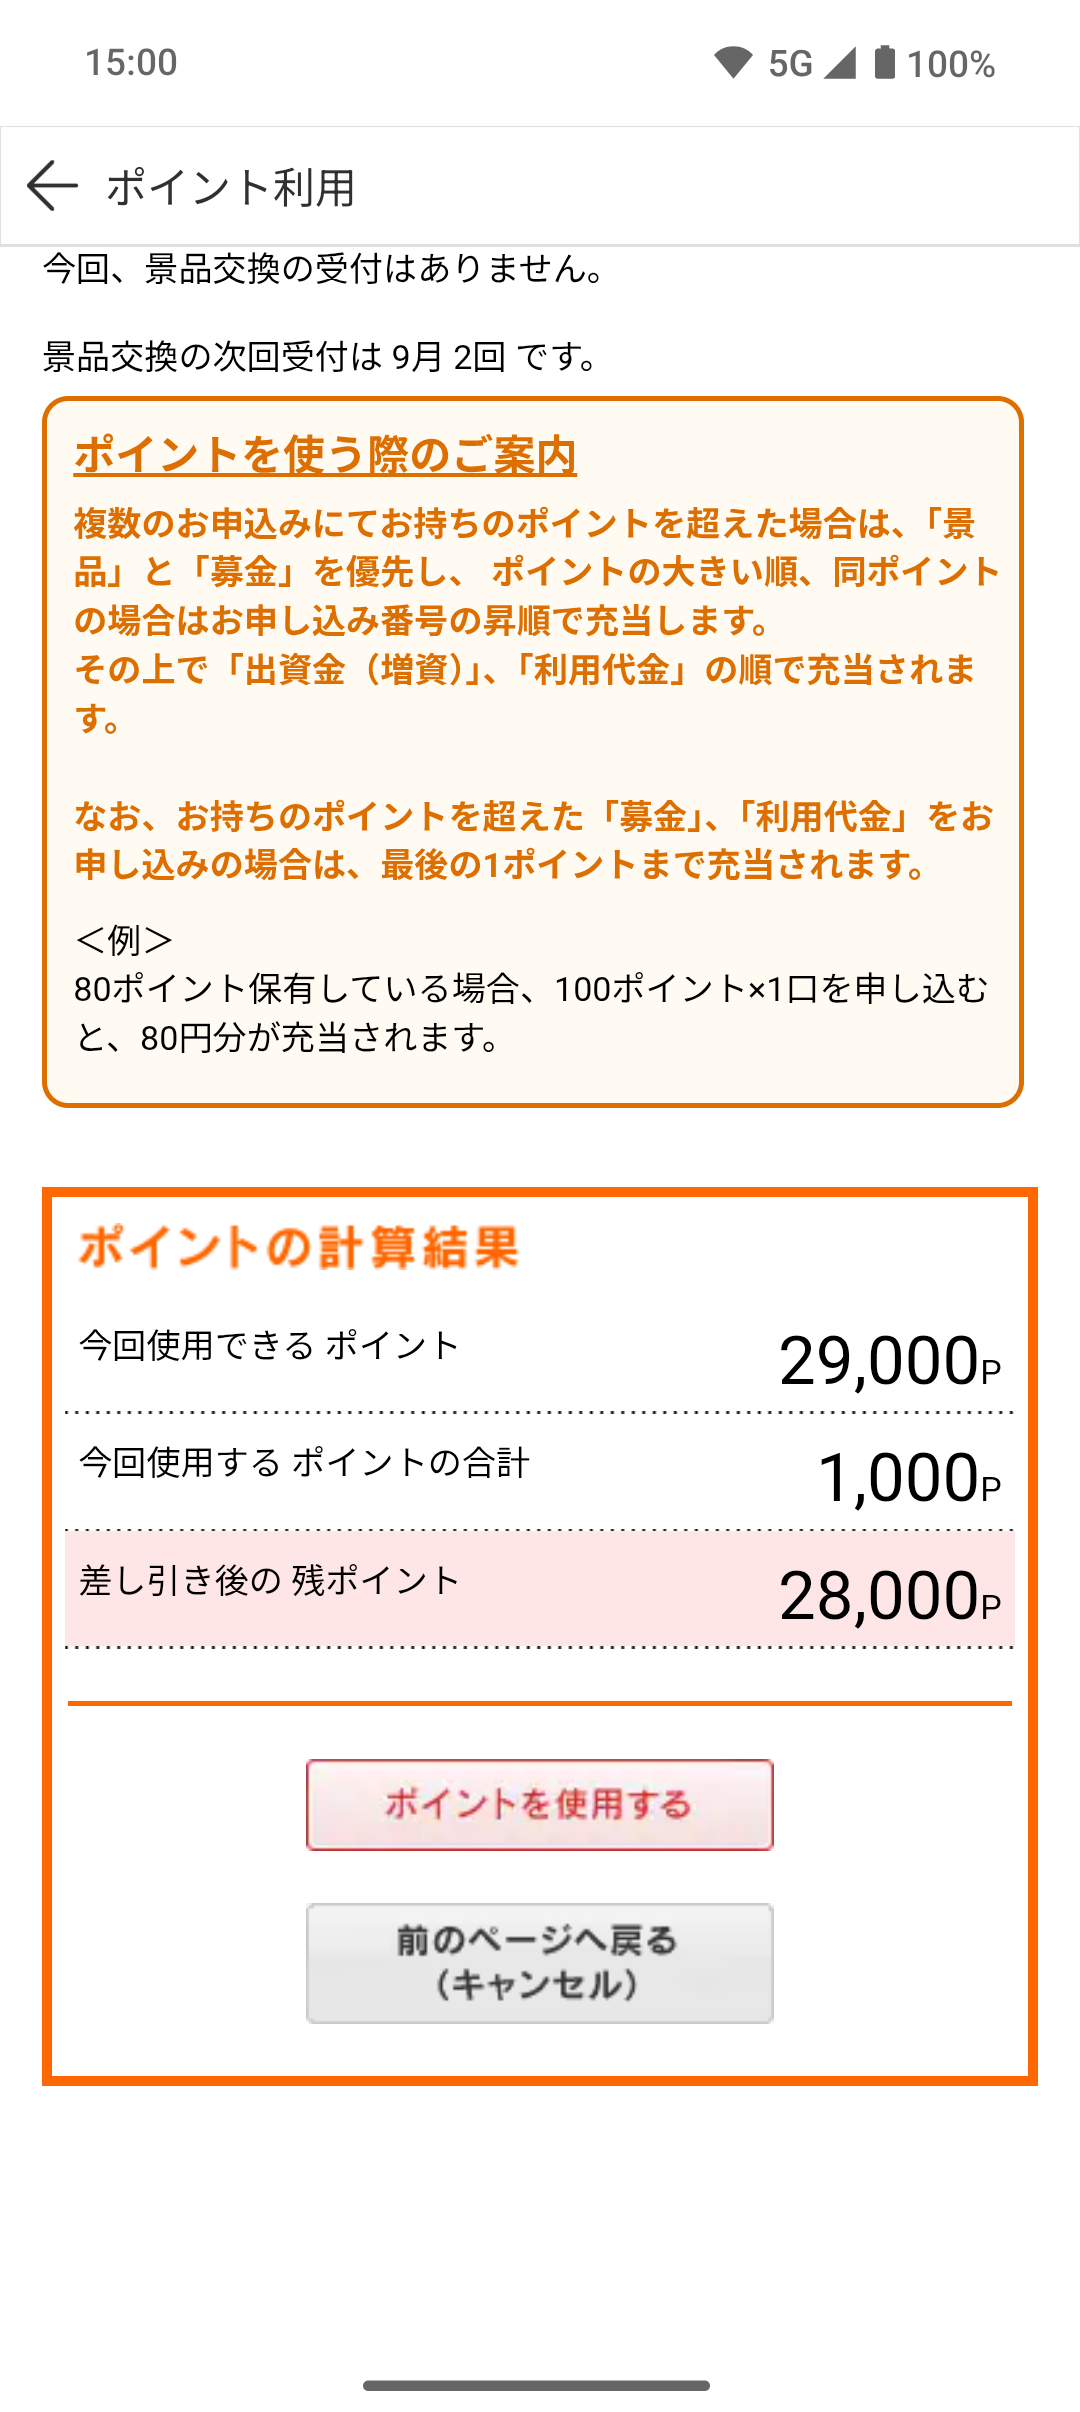 15:00
5G 100%
ポイント利用
今回、景品交換の受付はありません。
景品交換の次回受付は 9月 2回 です。
ポイントを使う際のご案内
複数のお申込みにてお持ちのポイントを超えた場合は、「景
品」と「募金」を優先し、 ポイントの大きい順、同ポイント
の場合はお申し込み番号の昇順で充当します。
その上で「出資金（増資）」、「利用代金」の順で充当されま
す。
なお、お持ちのポイントを超えた「募金」、「利用代金」をお
申し込みの場合は、最後の1ポイントまで充当されます。
＜例＞
80ポイント保有している場合、100ポイント×1口を申し込む
と、80円分が充当されます。
ポイントの計算結果
今回使用できる ポイント 29,000P
今回使用する ポイントの合計 1,000P
差し引き後の 残ポイント 28,000P
ポイントを使用する
前のページへ戻る
（キャンセル）